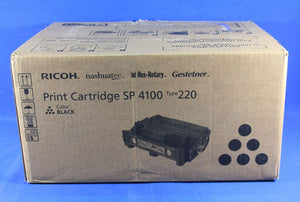 RICOH nashuatec Rex-Rotary. Gestetner.
Print Cartridge SP 4100 Type 220
Color
BLACK